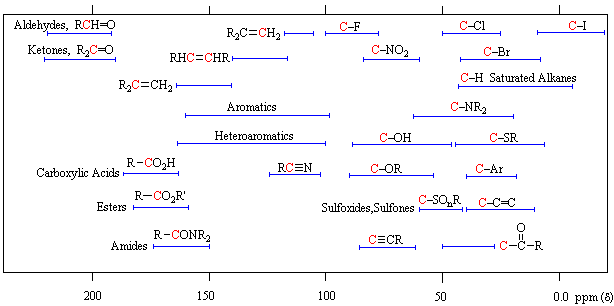 Aldehydes, RCH=O
R₂C=CH₂
C–F
C–Cl
C–I
Ketones, R₂C=O
RHC=CHR
C–NO₂
C–Br
R₂C=CH₂
C–H Saturated Alkanes
Aromatics
C–NR₂
Heteroaromatics
C–OH
C–SR
Carboxylic Acids
R–CO₂H
RC≡N
C–OR
C–Ar
Esters
R–CO₂R'
Sulfoxides,Sulfones
C–SOₙR
C–C=C
Amides
R–CONR₂
C≡CR
O
C–C–R
200 150 100 50 0.0 ppm (δ)